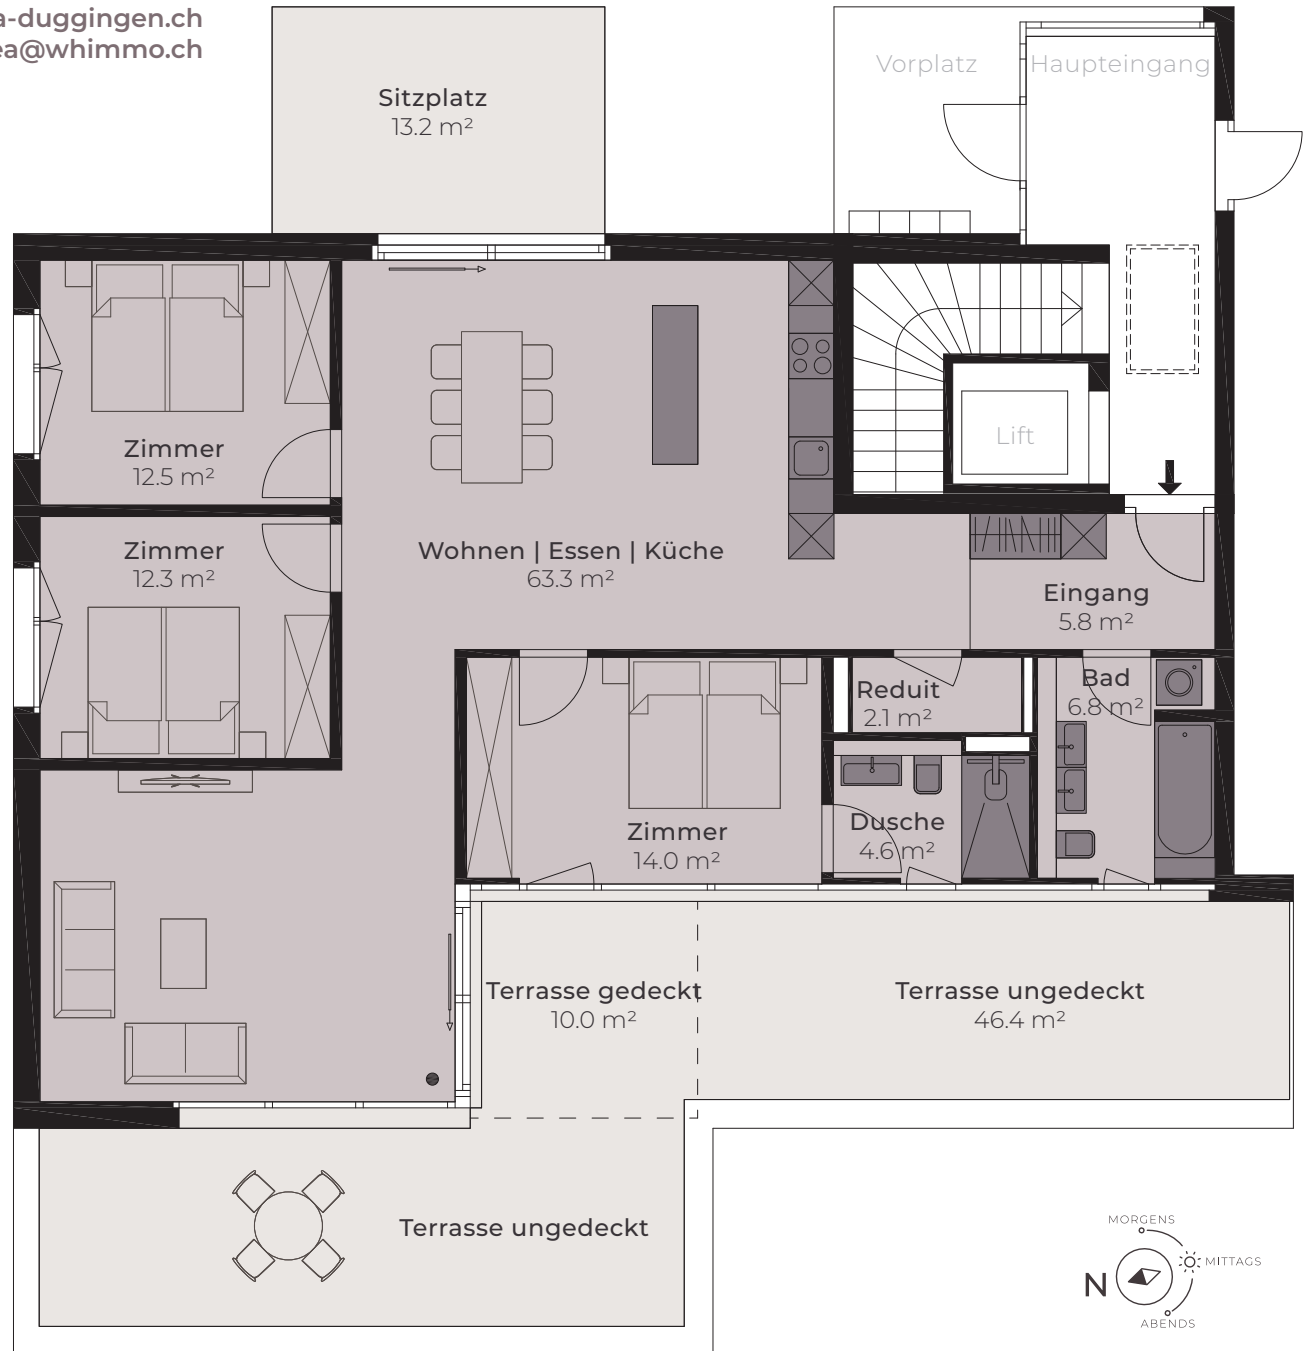 a-duggingen.ch
ea@whimmo.ch
Vorplatz
Haupteingang
Sitzplatz
13.2 m²
Lift
Zimmer
12.5 m²
Zimmer
12.3 m²
Wohnen | Essen | Küche
63.3 m²
Eingang
5.8 m²
Reduit
2.1 m²
Bad
6.8 m²
Zimmer
14.0 m²
Dusche
4.6 m²
Terrasse gedeckt
10.0 m²
Terrasse ungedeckt
46.4 m²
Terrasse ungedeckt
MORGENS
MITTAGS
N
ABENDS